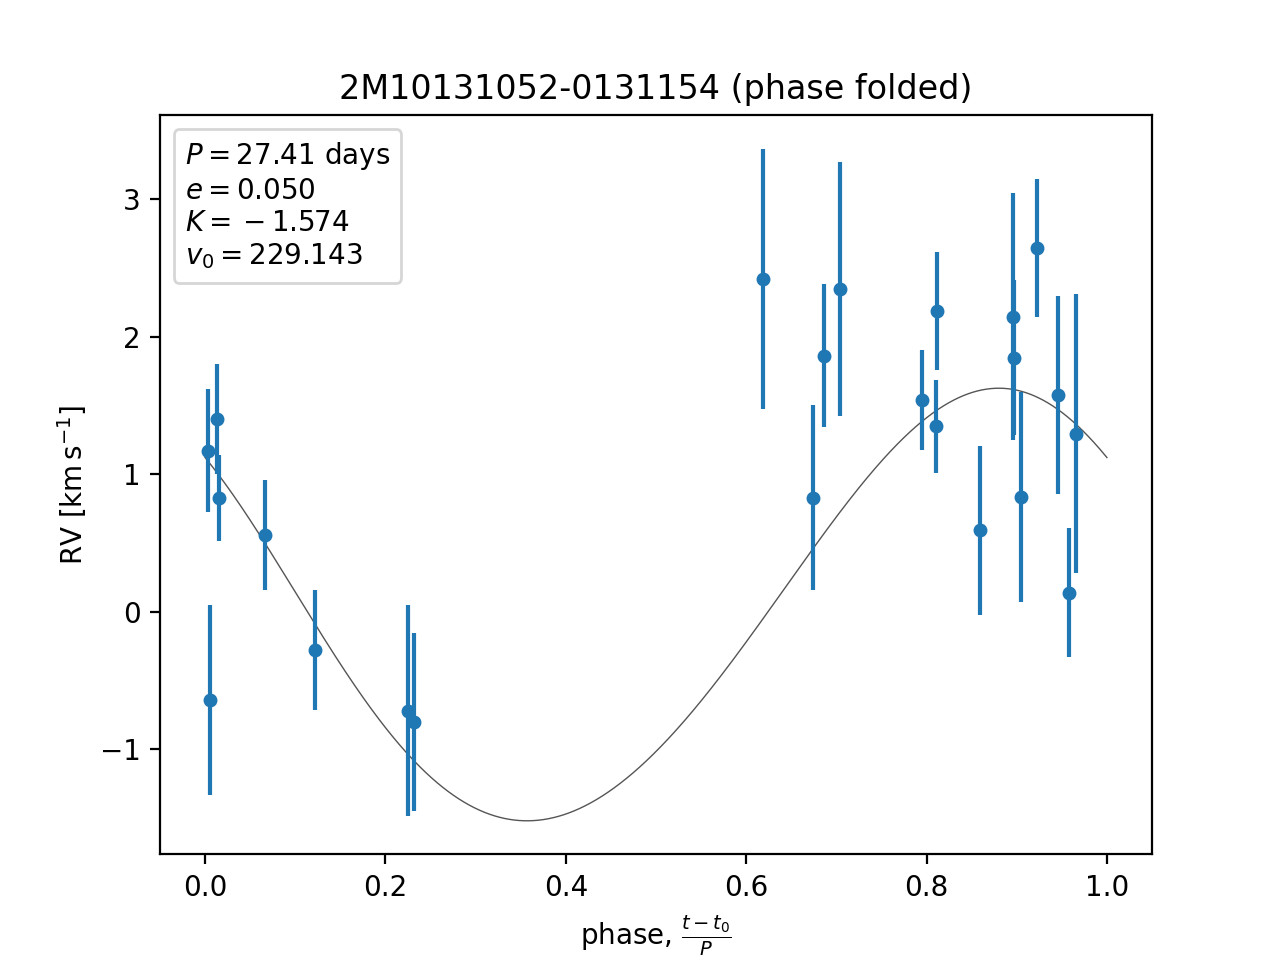 2M10131052-0131154 (phase folded)
P = 27.41 days
e = 0.050
K = −1.574
v₀ = 229.143
3
2
1
0
−1
RV [km s⁻¹]
0.0 0.2 0.4 0.6 0.8 1.0
phase, (t − t₀)/P